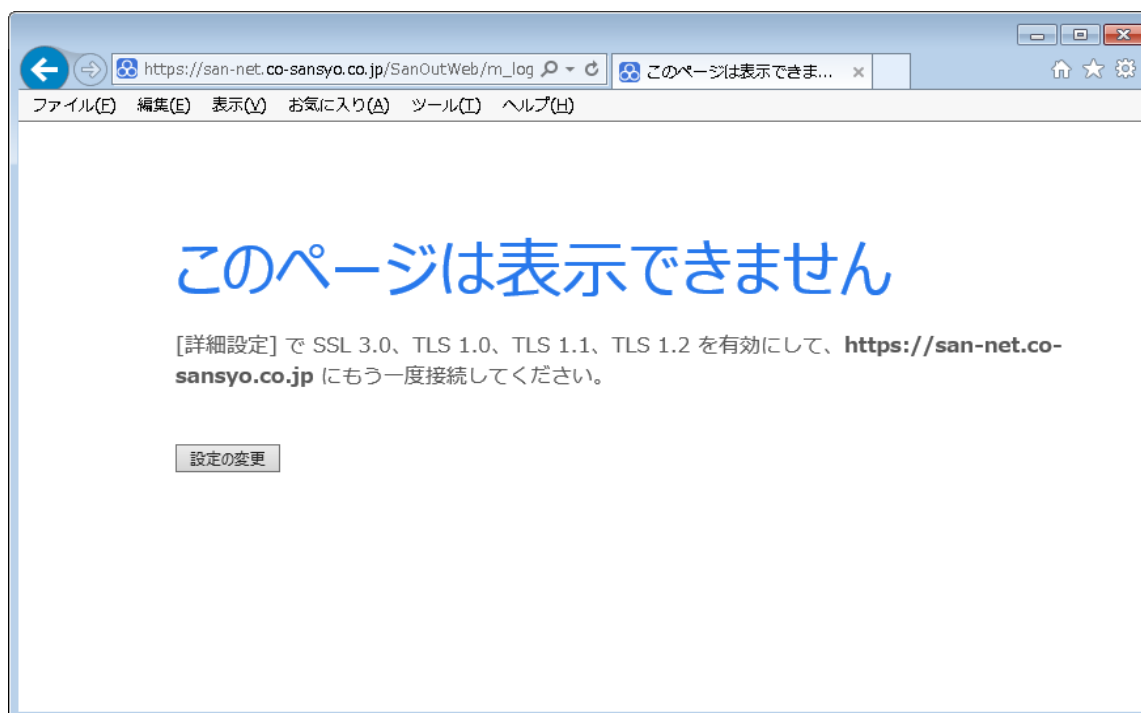 https://san-net.co-sansyo.co.jp/SanOutWeb/m_log
このページは表示できま...
ファイル(F) 編集(E) 表示(V) お気に入り(A) ツール(T) ヘルプ(H)
このページは表示できません
[詳細設定] で SSL 3.0、TLS 1.0、TLS 1.1、TLS 1.2 を有効にして、https://san-net.co-
sansyo.co.jp にもう一度接続してください。
設定の変更